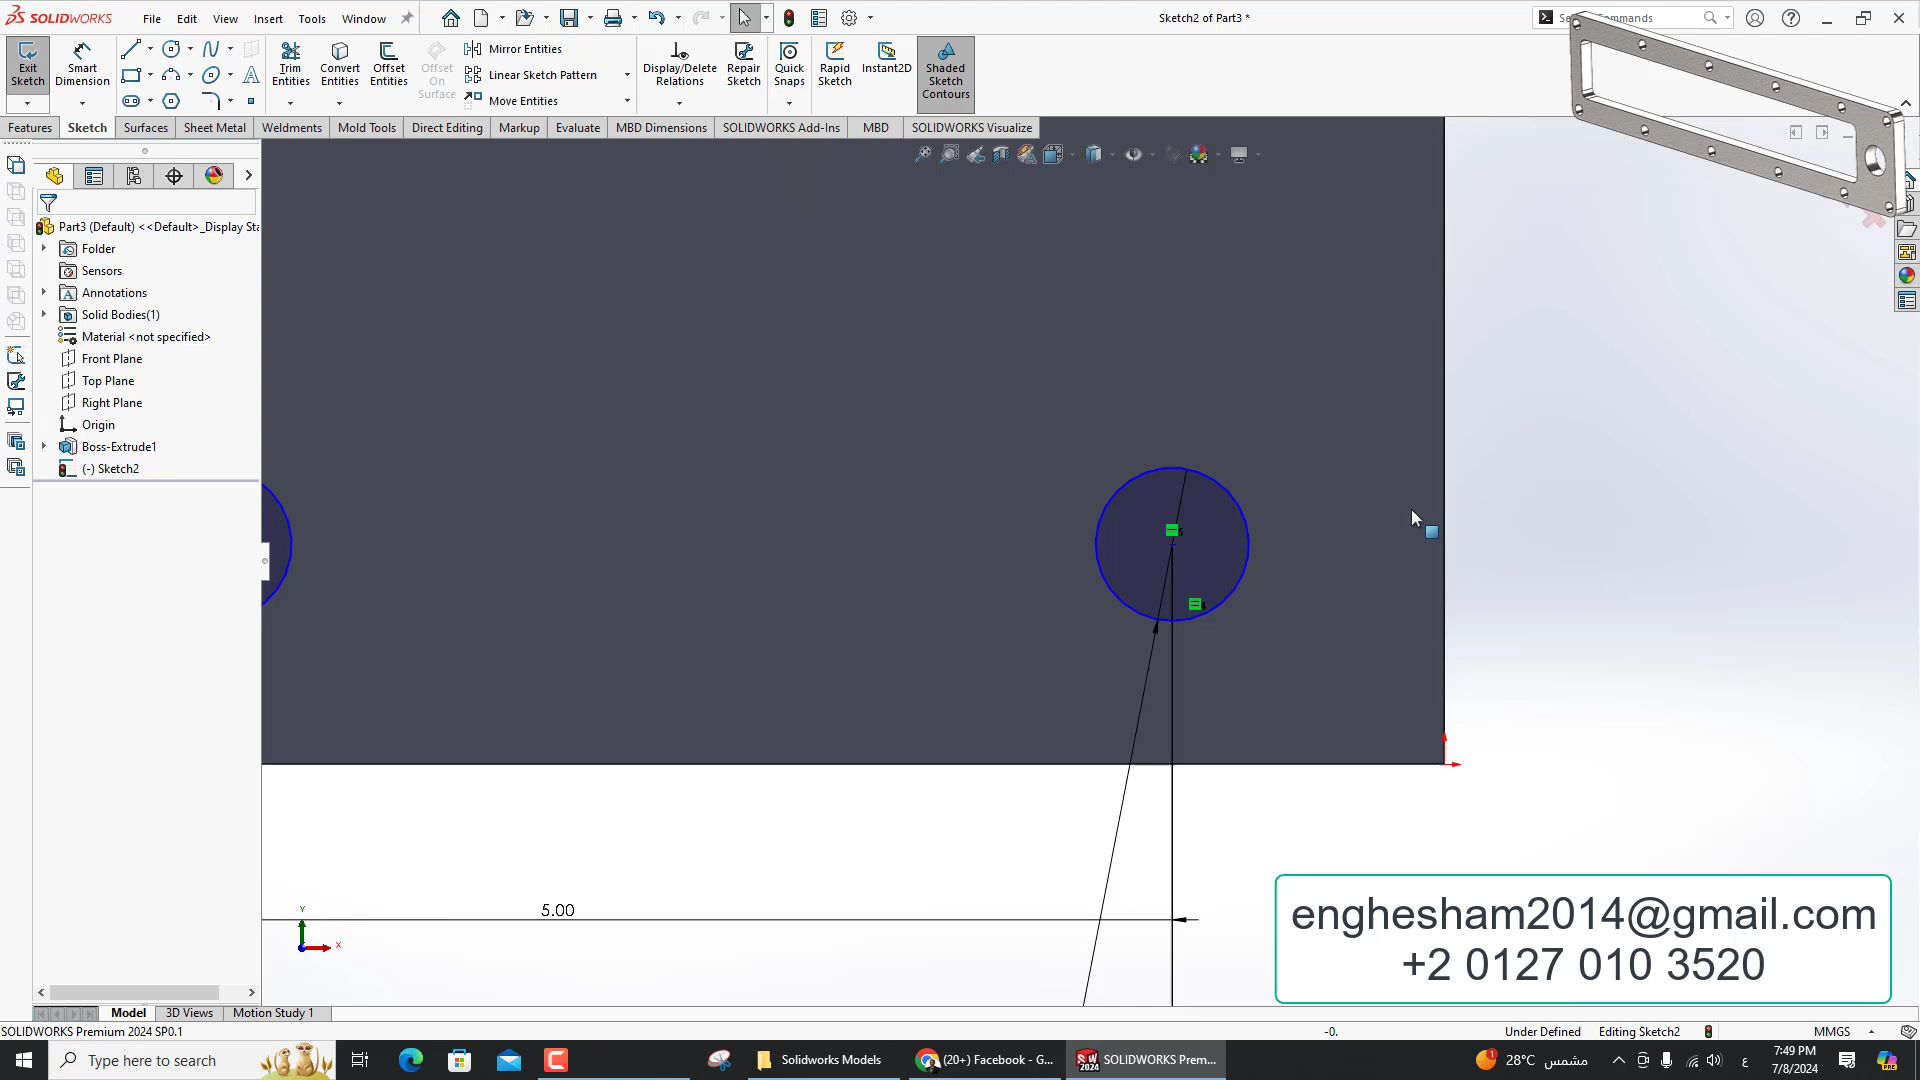 SOLIDWORKS
File
Edit
View
Insert
Tools
Window
Sketch2 of Part3 *
Commands
Exit Sketch
Smart Dimension
Trim Entities
Convert Entities
Offset Entities
Offset On Surface
Mirror Entities
Linear Sketch Pattern
Move Entities
Display/Delete Relations
Repair Sketch
Quick Snaps
Rapid Sketch
Instant2D
Shaded Sketch Contours
Features
Sketch
Surfaces
Sheet Metal
Weldments
Mold Tools
Direct Editing
Markup
Evaluate
MBD Dimensions
SOLIDWORKS Add-Ins
MBD
SOLIDWORKS Visualize
Part3 (Default) <<Default>_Display Sta
Folder
Sensors
Annotations
Solid Bodies(1)
Material <not specified>
Front Plane
Top Plane
Right Plane
Origin
Boss-Extrude1
(-) Sketch2
5.00
Y
X
enghesham2014@gmail.com
+2 0127 010 3520
Model
3D Views
Motion Study 1
SOLIDWORKS Premium 2024 SP0.1
-0.
Under Defined
Editing Sketch2
MMGS
Type here to search
Solidworks Models
(20+) Facebook - G...
SOLIDWORKS Prem...
28°C مشمس
ع
7:49 PM
7/8/2024